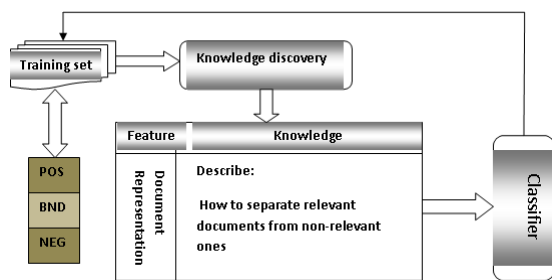 Training set
Knowledge discovery
Feature
Knowledge
POS
BND
NEG
Document
Representation
Describe:
How to separate relevant
documents from non-relevant
ones
Classifier